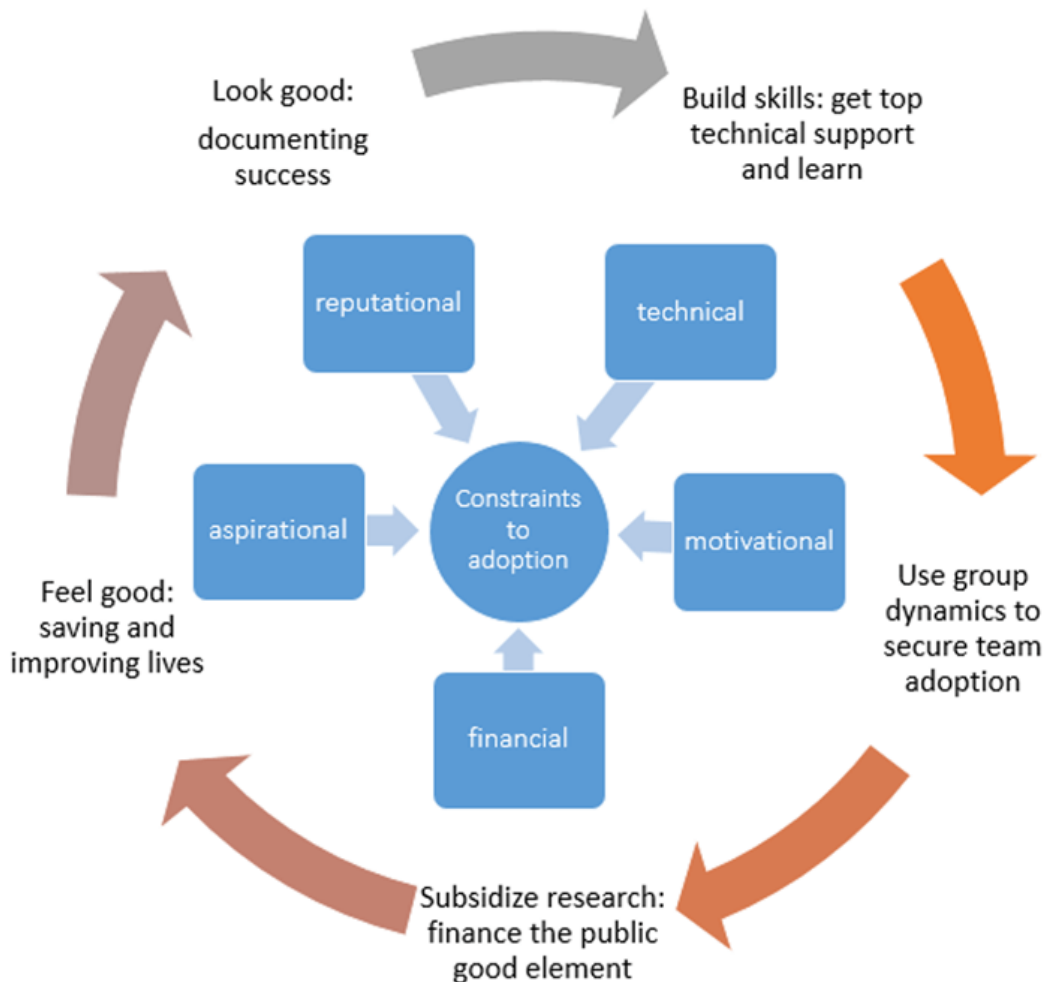 Look good:
documenting
success
Build skills: get top
technical support
and learn
reputational
technical
aspirational
Constraints
to
adoption
motivational
Feel good:
saving and
improving lives
Use group
dynamics to
secure team
adoption
financial
Subsidize research:
finance the public
good element